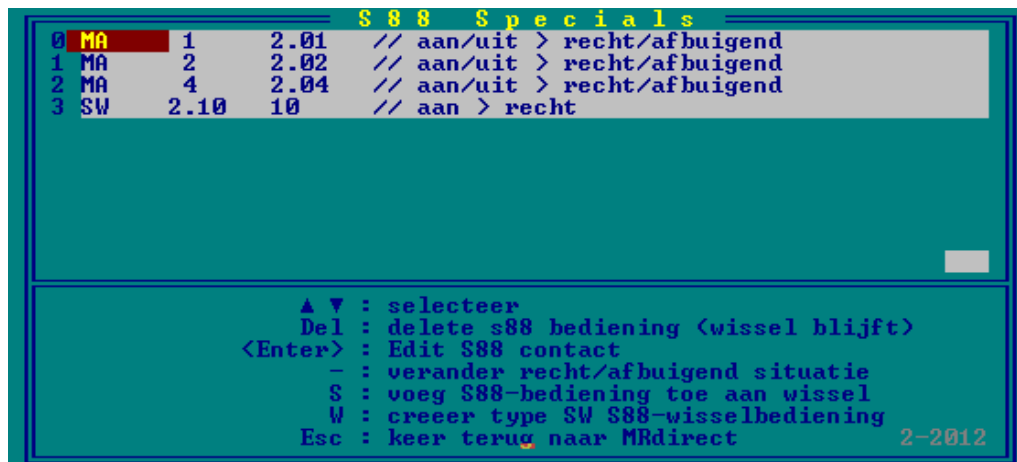 S88 Specials
0 MA 1 2.01 // aan/uit > recht/afbuigend
1 MA 2 2.02 // aan/uit > recht/afbuigend
2 MA 4 2.04 // aan/uit > recht/afbuigend
3 SW 2.10 10 // aan > recht
▲ ▼ : selecteer
Del : delete s88 bediening (wissel blijft)
<Enter> : Edit S88 contact
- : verander recht/afbuigend situatie
S : voeg S88-bediening toe aan wissel
W : creeer type SW S88-wisselbediening
Esc : keer terug naar MRdirect 2-2012